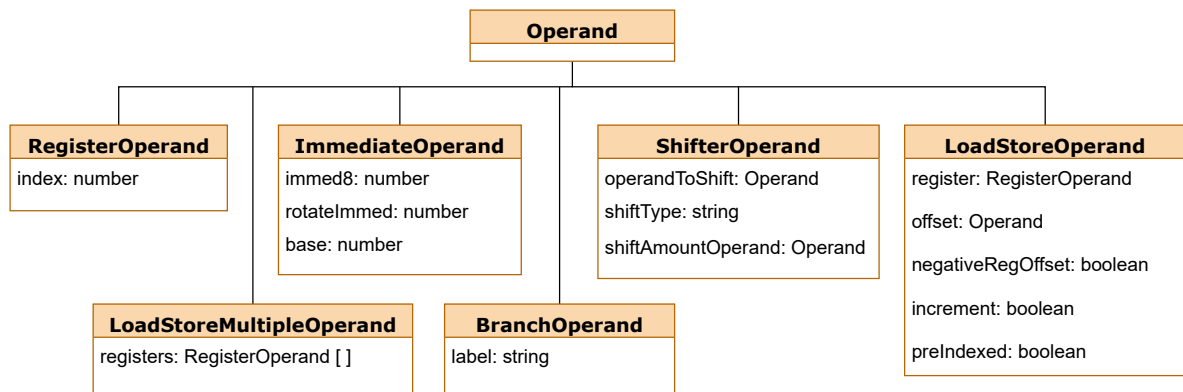 Operand
RegisterOperand
index: number
ImmediateOperand
immed8: number
rotateImmed: number
base: number
ShifterOperand
operandToShift: Operand
shiftType: string
shiftAmountOperand: Operand
LoadStoreOperand
register: RegisterOperand
offset: Operand
negativeRegOffset: boolean
increment: boolean
preIndexed: boolean
LoadStoreMultipleOperand
registers: RegisterOperand [ ]
BranchOperand
label: string